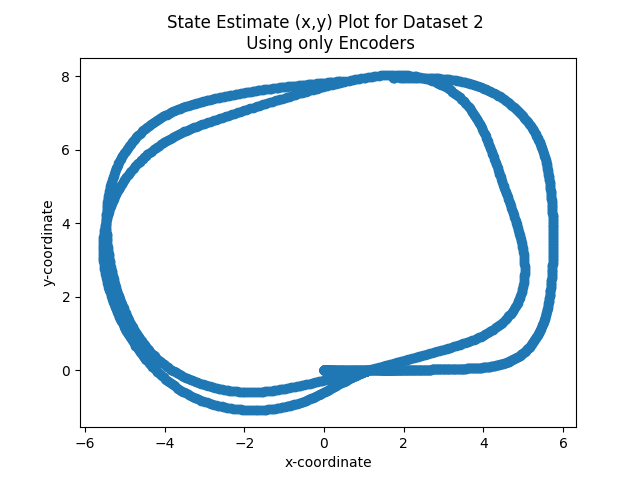 State Estimate (x,y) Plot for Dataset 2
Using only Encoders
8
6
4
2
0
y-coordinate
−6 −4 −2 0 2 4 6
x-coordinate